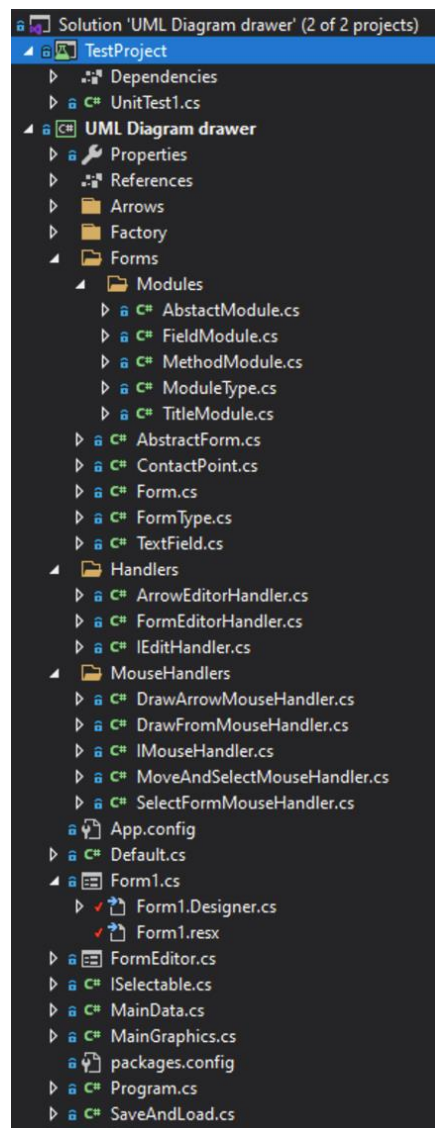 Solution 'UML Diagram drawer' (2 of 2 projects)
TestProject
Dependencies
C# UnitTest1.cs
C# UML Diagram drawer
Properties
References
Arrows
Factory
Forms
Modules
C# AbstactModule.cs
C# FieldModule.cs
C# MethodModule.cs
C# ModuleType.cs
C# TitleModule.cs
C# AbstractForm.cs
C# ContactPoint.cs
C# Form.cs
C# FormType.cs
C# TextField.cs
Handlers
C# ArrowEditorHandler.cs
C# FormEditorHandler.cs
C# IEditHandler.cs
MouseHandlers
C# DrawArrowMouseHandler.cs
C# DrawFromMouseHandler.cs
C# IMouseHandler.cs
C# MoveAndSelectMouseHandler.cs
C# SelectFormMouseHandler.cs
App.config
C# Default.cs
Form1.cs
Form1.Designer.cs
Form1.resx
FormEditor.cs
C# ISelectable.cs
C# MainData.cs
C# MainGraphics.cs
packages.config
C# Program.cs
C# SaveAndLoad.cs